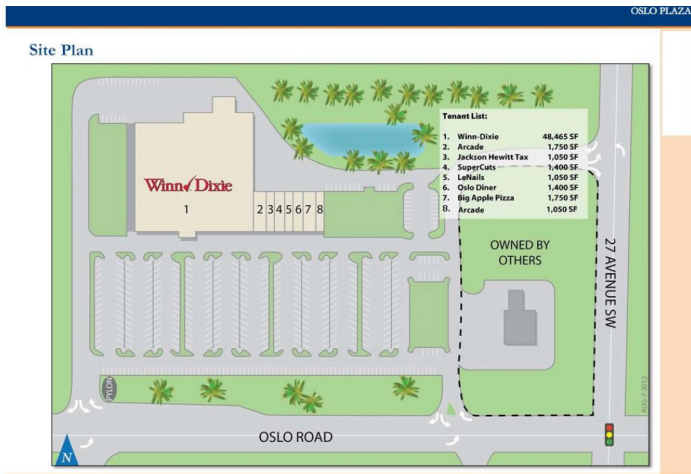 OSLO PLAZA
Site Plan
Tenant List:
1. Winn-Dixie 48,465 SF
2. Arcade 1,750 SF
3. Jackson Hewitt Tax 1,050 SF
4. SuperCuts 1,400 SF
5. LeNails 1,050 SF
6. Oslo Diner 1,400 SF
7. Big Apple Pizza 1,750 SF
8. Arcade 1,050 SF
Winn Dixie
1
2 3 4 5 6 7 8
OWNED BY
OTHERS
27 AVENUE SW
PYLON
AUG-7-2012
OSLO ROAD
N